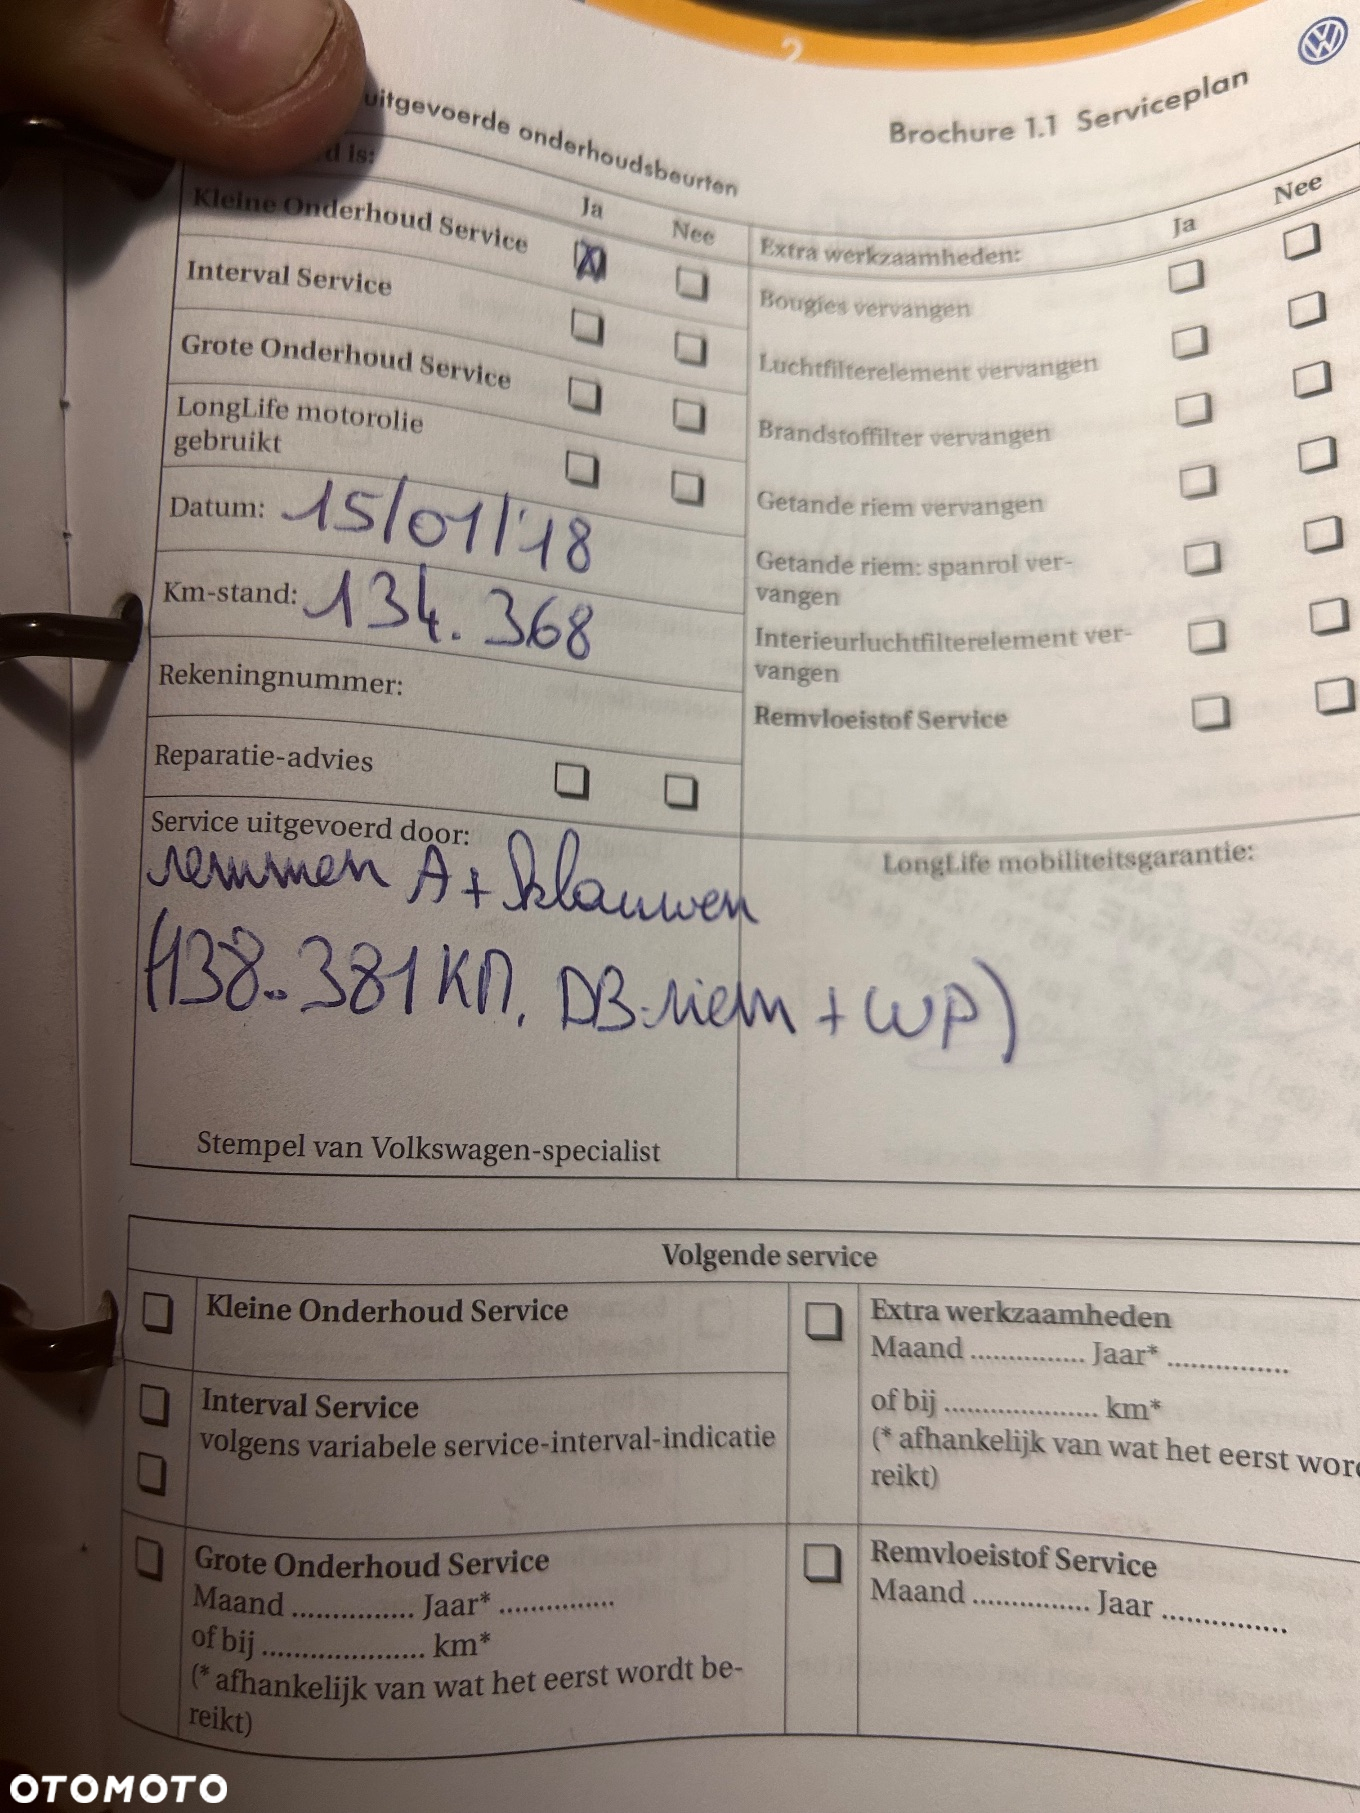 2
uitgevoerde onderhoudsbeurten
Brochure 1.1 Serviceplan
d is:
Ja
Nee
Kleine Onderhoud Service
Interval Service
Grote Onderhoud Service
LongLife motorolie
gebruikt
Datum: 15/01/'18
Km-stand: 134.368
Rekeningnummer:
Reparatie-advies
Service uitgevoerd door:
remmen A + klauwen
(138..381 KM. DB-riem + WP)
Stempel van Volkswagen-specialist
Ja
Nee
Extra werkzaamheden:
Bougies vervangen
Luchtfilterelement vervangen
Brandstoffilter vervangen
Getande riem vervangen
Getande riem: spanrol ver-
vangen
Interieurluchtfilterelement ver-
vangen
Remvloeistof Service
LongLife mobiliteitsgarantie:
Volgende service
Kleine Onderhoud Service
Interval Service
volgens variabele service-interval-indicatie
Grote Onderhoud Service
Maand ............... Jaar* ...............
of bij ..................... km*
(* afhankelijk van wat het eerst wordt be-
reikt)
Extra werkzaamheden
Maand ............... Jaar* ...............
of bij .................... km*
(* afhankelijk van wat het eerst wor
reikt)
Remvloeistof Service
Maand ............... Jaar ...............
OTOMOTO